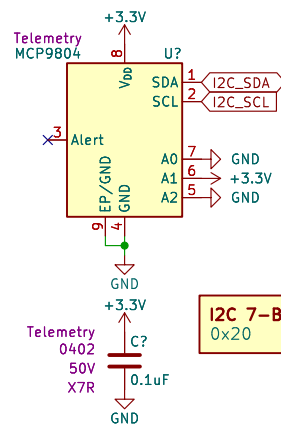 +3.3V
Telemetry
MCP9804
U?
8
VDD
SDA 1 I2C_SDA
SCL 2 I2C_SCL
3 Alert
A0 7 GND
A1 6 +3.3V
A2 5 GND
EP/GND
GND
9 4
GND
+3.3V
I2C 7-B
0x20
Telemetry
0402
50V
X7R
C?
0.1uF
GND